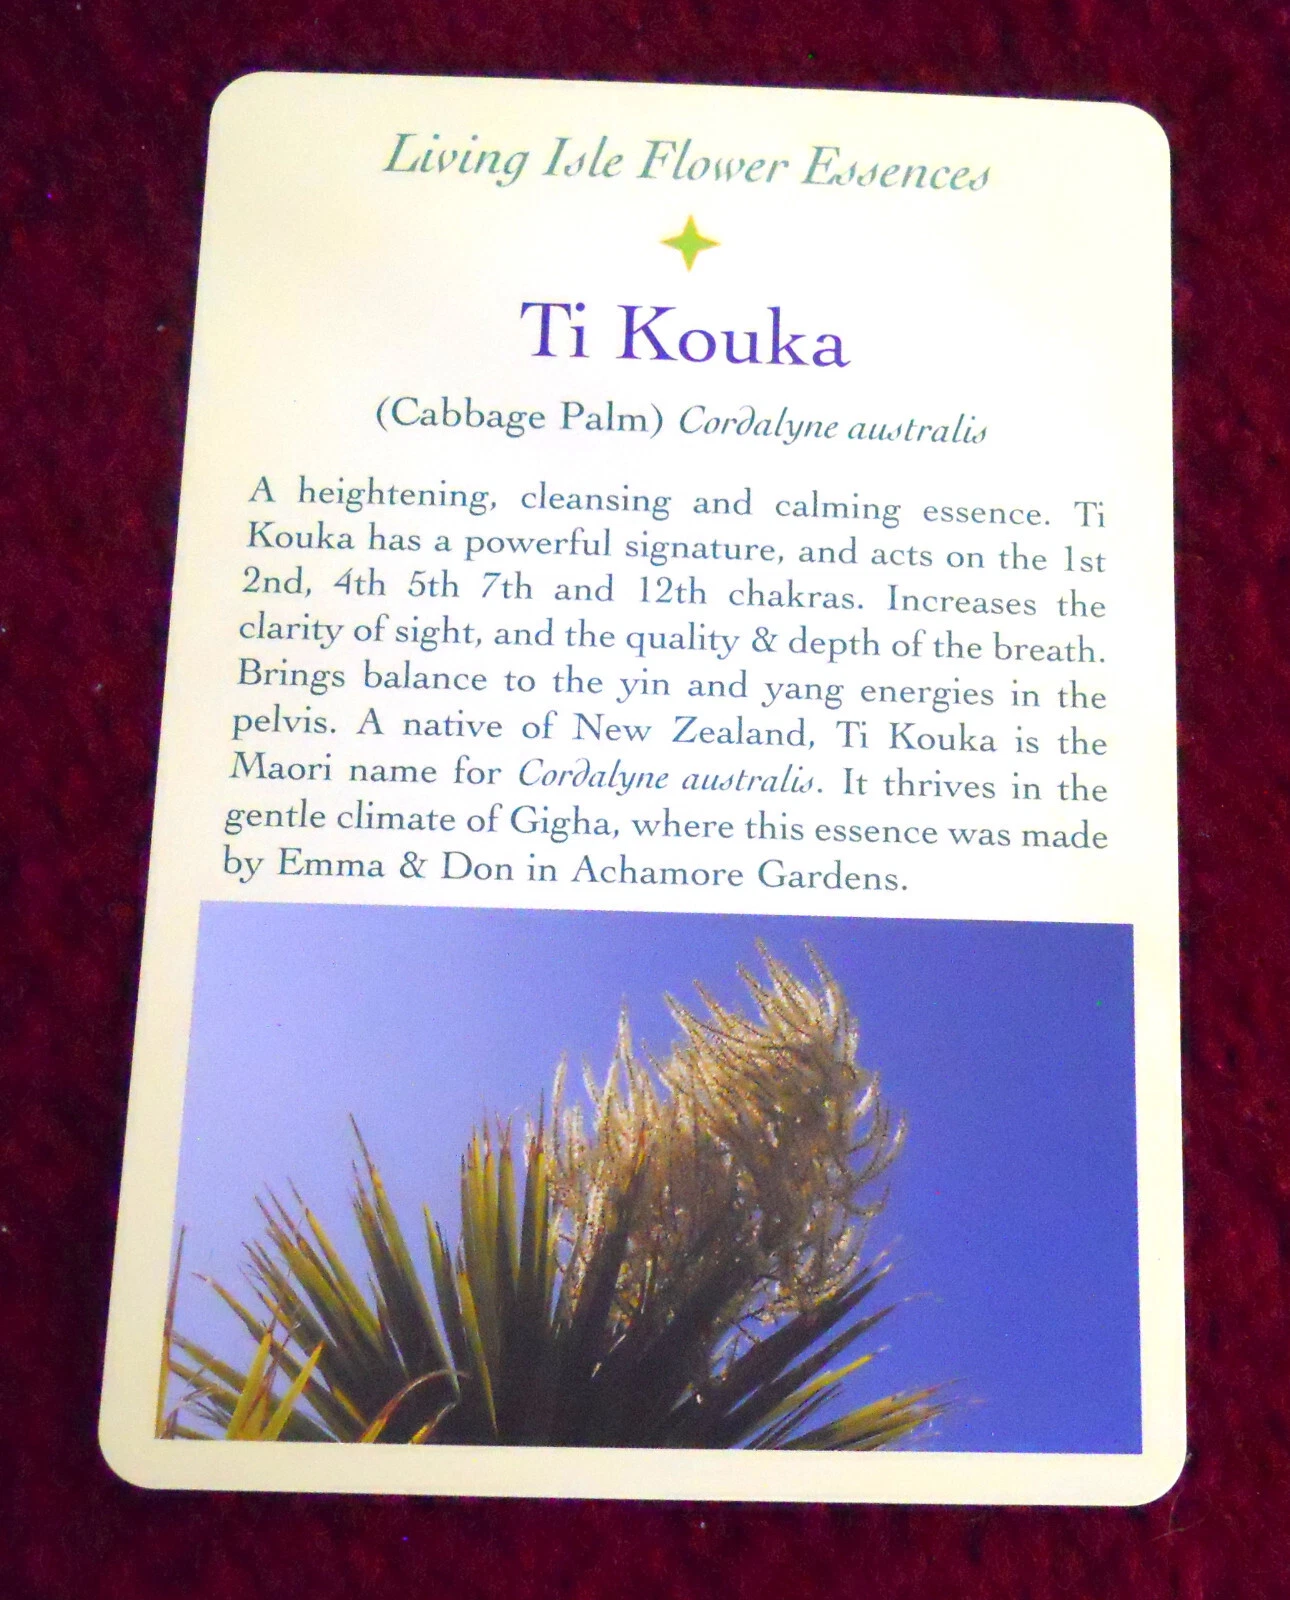 Living Isle Flower Essences
Ti Kouka
(Cabbage Palm) Cordalyne australis
A heightening, cleansing and calming essence. Ti
Kouka has a powerful signature, and acts on the 1st
2nd, 4th 5th 7th and 12th chakras. Increases the
clarity of sight, and the quality & depth of the breath.
Brings balance to the yin and yang energies in the
pelvis. A native of New Zealand, Ti Kouka is the
Maori name for Cordalyne australis. It thrives in the
gentle climate of Gigha, where this essence was made
by Emma & Don in Achamore Gardens.